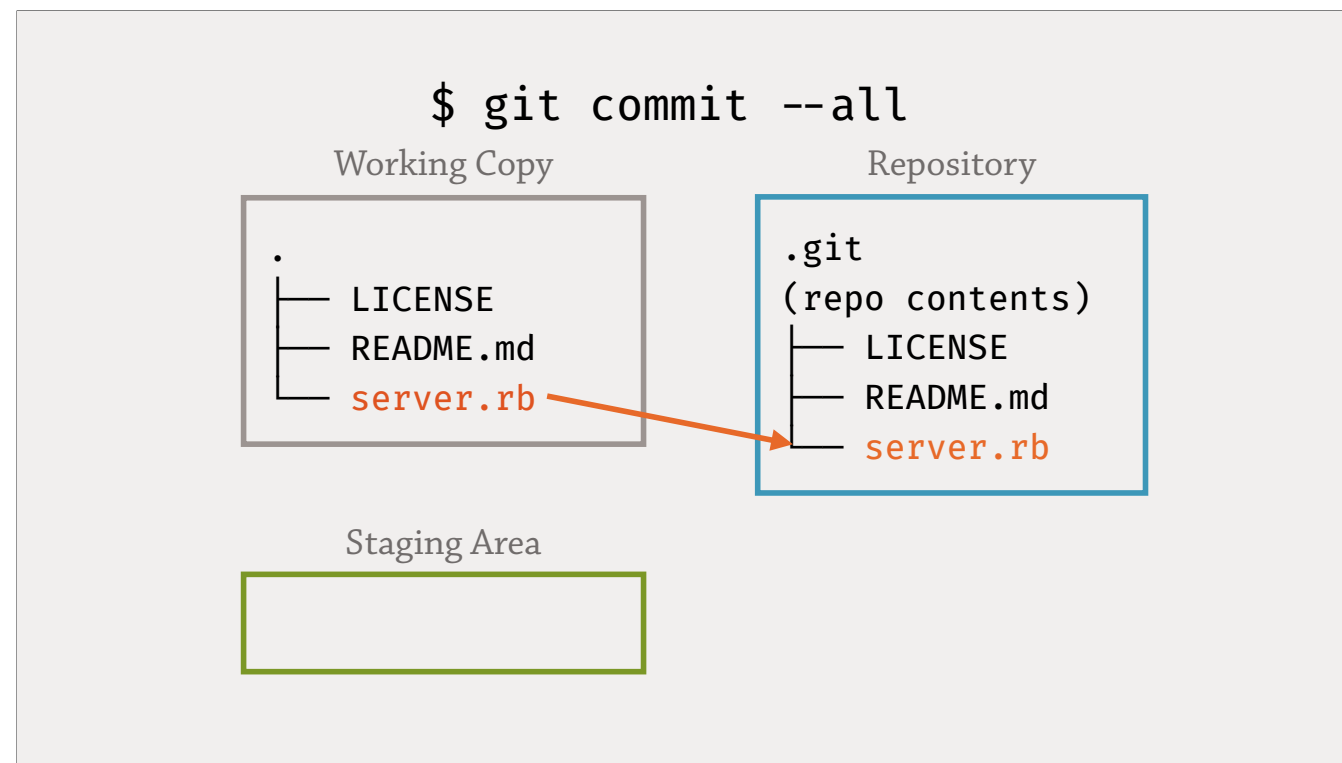 $ git commit --all
Working Copy
.
├── LICENSE
├── README.md
└── server.rb
Repository
.git
(repo contents)
├── LICENSE
├── README.md
└── server.rb
Staging Area